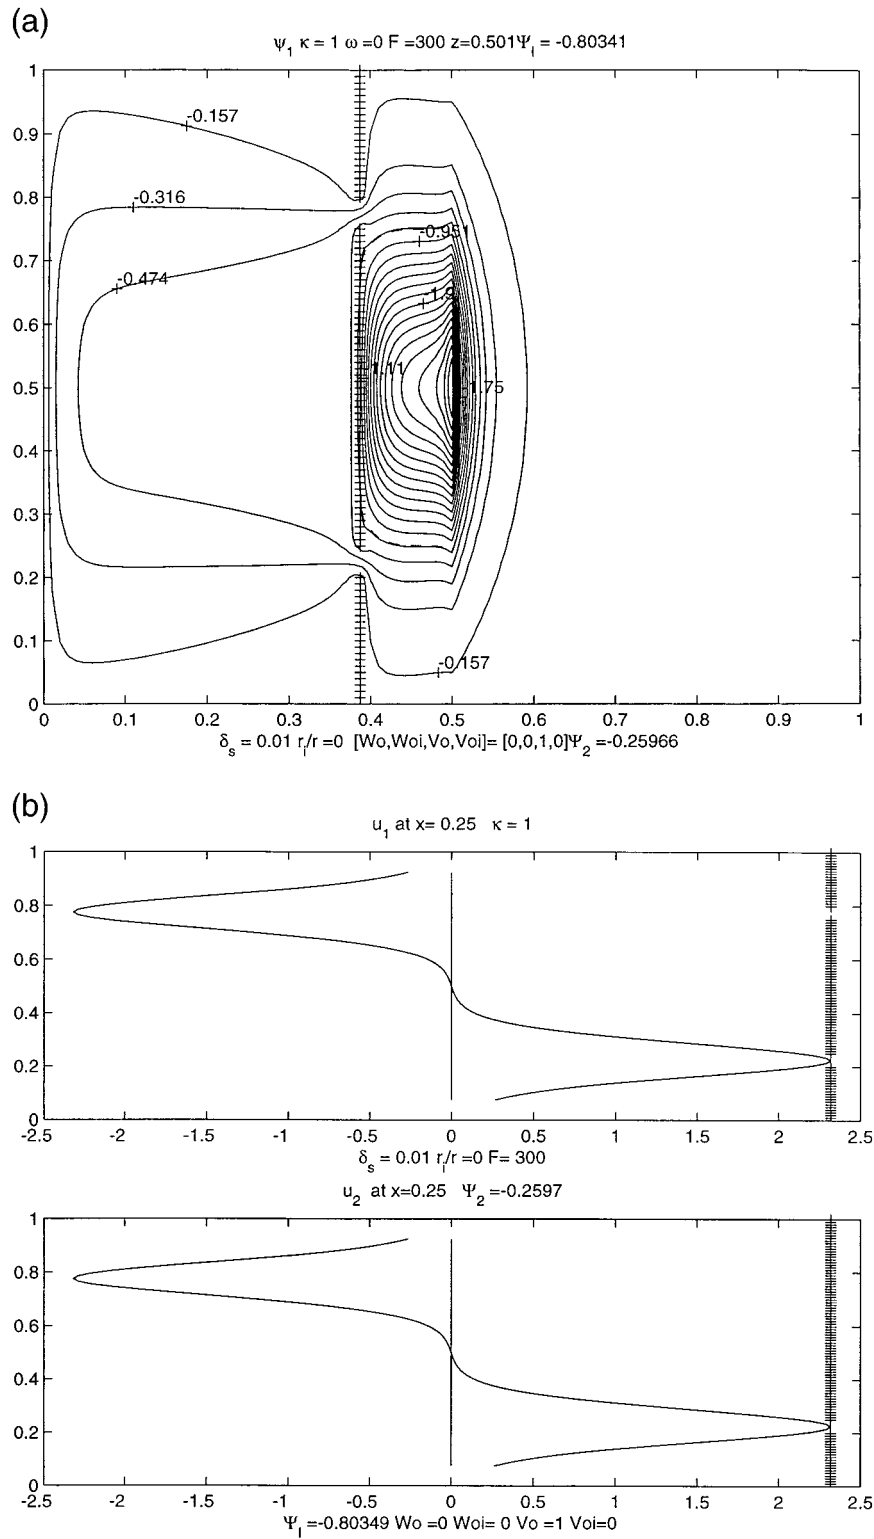 (a)
ψ₁ κ = 1 ω =0 F =300 z=0.501Ψ_I = -0.80341
1
0.9
0.8
0.7
0.6
0.5
0.4
0.3
0.2
0.1
0
-0.157
-0.316
-0.474
-0.951
-1.9
1.11
1.75
-0.157
0 0.1 0.2 0.3 0.4 0.5 0.6 0.7 0.8 0.9 1
δ_s = 0.01 r_i/r =0 [Wo,Woi,Vo,Voi]= [0,0,1,0]Ψ₂ =-0.25966
(b)
u₁ at x= 0.25 κ = 1
1
0.8
0.6
0.4
0.2
0
-2.5 -2 -1.5 -1 -0.5 0 0.5 1 1.5 2 2.5
δ_s = 0.01 r_i/r =0 F= 300
u₂ at x=0.25 Ψ₂ =-0.2597
1
0.8
0.6
0.4
0.2
0
-2.5 -2 -1.5 -1 -0.5 0 0.5 1 1.5 2 2.5
Ψ_I =-0.80349 Wo =0 Woi= 0 Vo =1 Voi=0